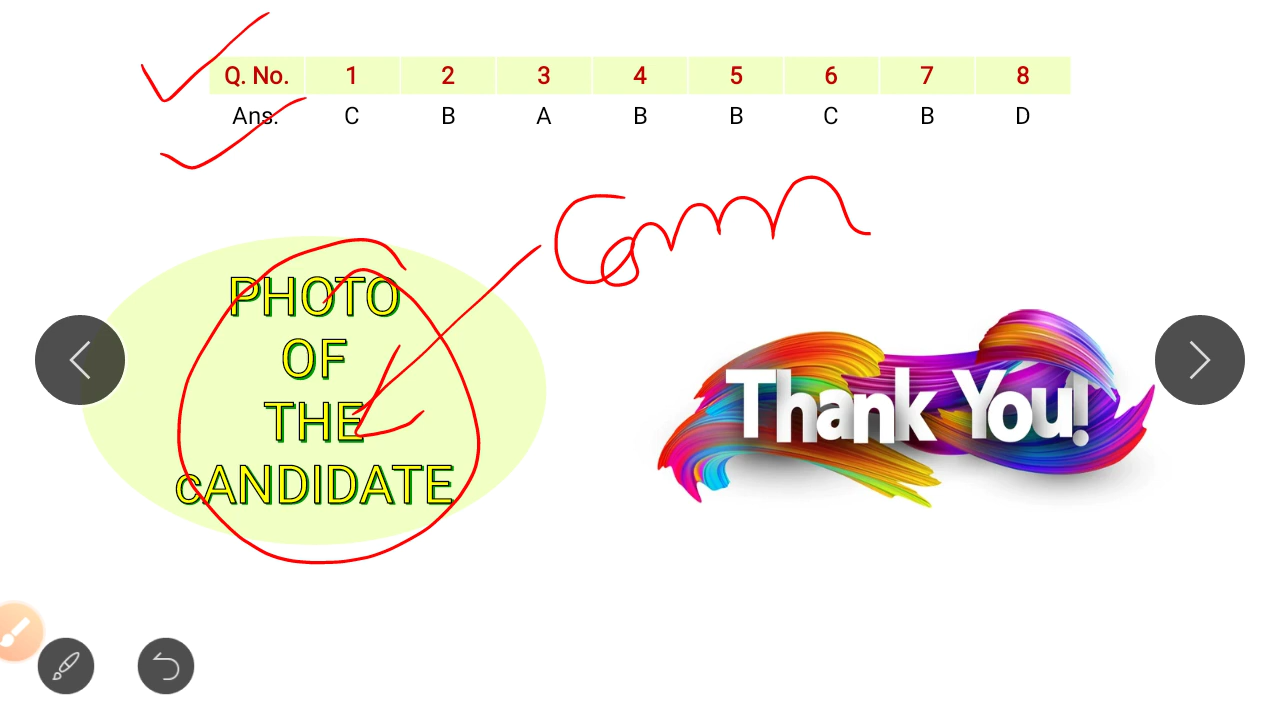 Q. No. 1 2 3 4 5 6 7 8
Ans. C B A B B C B D
PHOTO
OF
THE
cANDIDATE
Thank You!